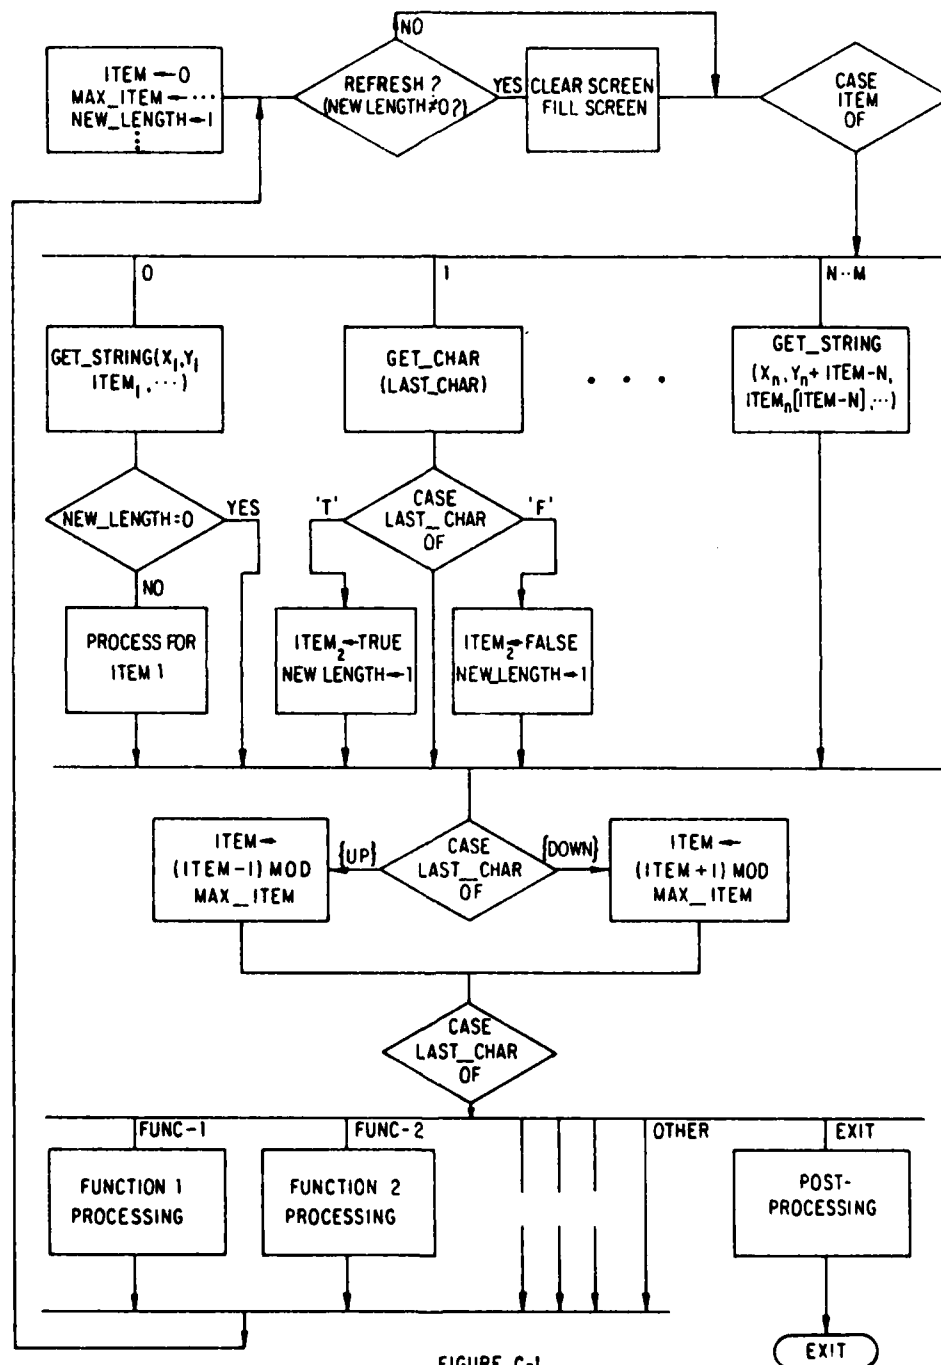 NO
ITEM ← 0
MAX_ITEM ← ...
NEW_LENGTH ← 1
⋮
REFRESH ?
(NEW LENGTH ≠ 0?)
YES
CLEAR SCREEN
FILL SCREEN
CASE
ITEM
OF
0
1
N··M
GET_STRING(X₁,Y₁
ITEM₁, ···)
GET_CHAR
(LAST_CHAR)
• • •
GET_STRING
(Xₙ, Yₙ + ITEM-N,
ITEMₙ[ITEM-N], ···)
NEW_LENGTH = 0
YES
NO
'T'
CASE
LAST_CHAR
OF
'F'
PROCESS FOR
ITEM 1
ITEM₂ ← TRUE
NEW LENGTH ← 1
ITEM₂ ← FALSE
NEW_LENGTH ← 1
ITEM ←
(ITEM-1) MOD
MAX_ITEM
{UP}
CASE
LAST_CHAR
OF
{DOWN}
ITEM ←
(ITEM+1) MOD
MAX_ITEM
CASE
LAST_CHAR
OF
FUNC-1
FUNC-2
OTHER
EXIT
FUNCTION 1
PROCESSING
FUNCTION 2
PROCESSING
POST-
PROCESSING
EXIT
FIGURE C-1